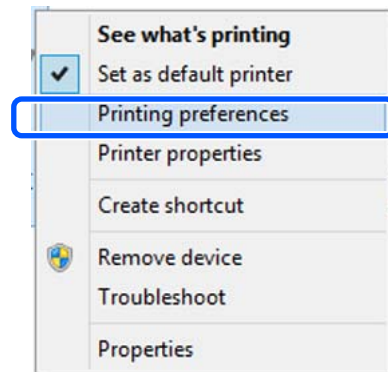 See what's printing
Set as default printer
Printing preferences
Printer properties
Create shortcut
Remove device
Troubleshoot
Properties